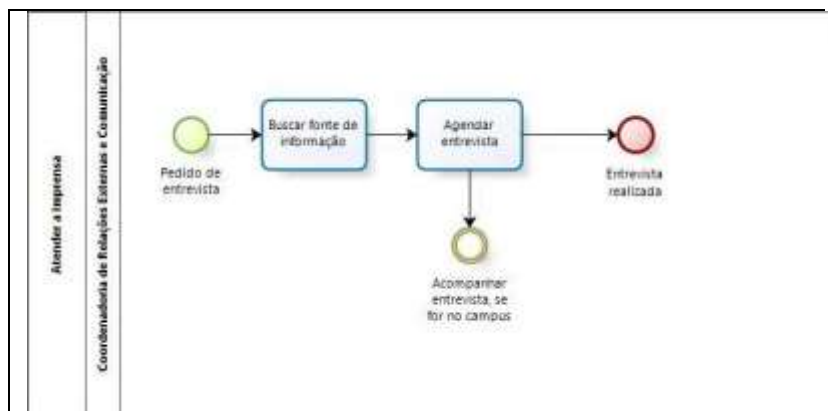 Atender a imprensa
Coordenadoria de Relações Externas e Comunicação
Pedido de
entrevista
Buscar fonte de
informação
Agendar
entrevista
Entrevista
realizada
Acompanhar
entrevista, se
for no campus